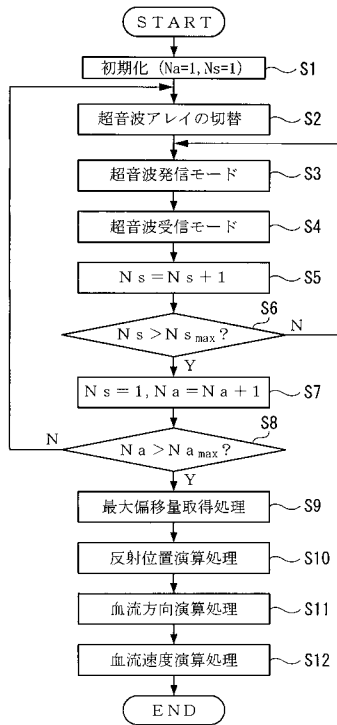 START
初期化 (Na=1,Ns=1)
S1
超音波アレイの切替
S2
超音波発信モード
S3
超音波受信モード
S4
Ns=Ns+1
S5
S6
Ns>Nsmax?
N
Y
Ns=1,Na=Na+1
S7
S8
N
Na>Namax?
Y
最大偏移量取得処理
S9
反射位置演算処理
S10
血流方向演算処理
S11
血流速度演算処理
S12
END